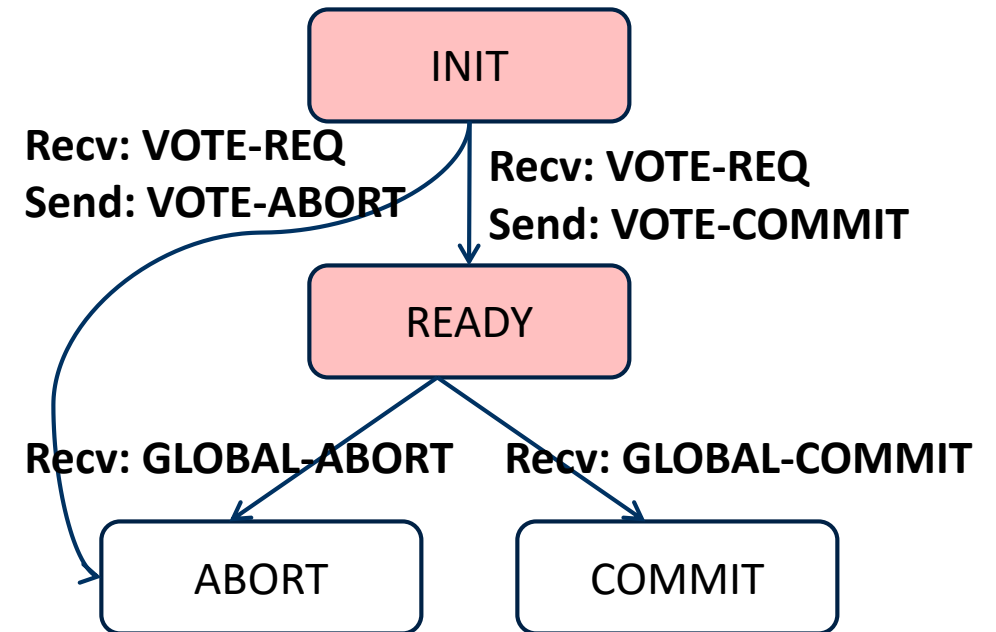 INIT
Recv: VOTE-REQ
Send: VOTE-ABORT
Recv: VOTE-REQ
Send: VOTE-COMMIT
READY
Recv: GLOBAL-ABORT
Recv: GLOBAL-COMMIT
ABORT
COMMIT